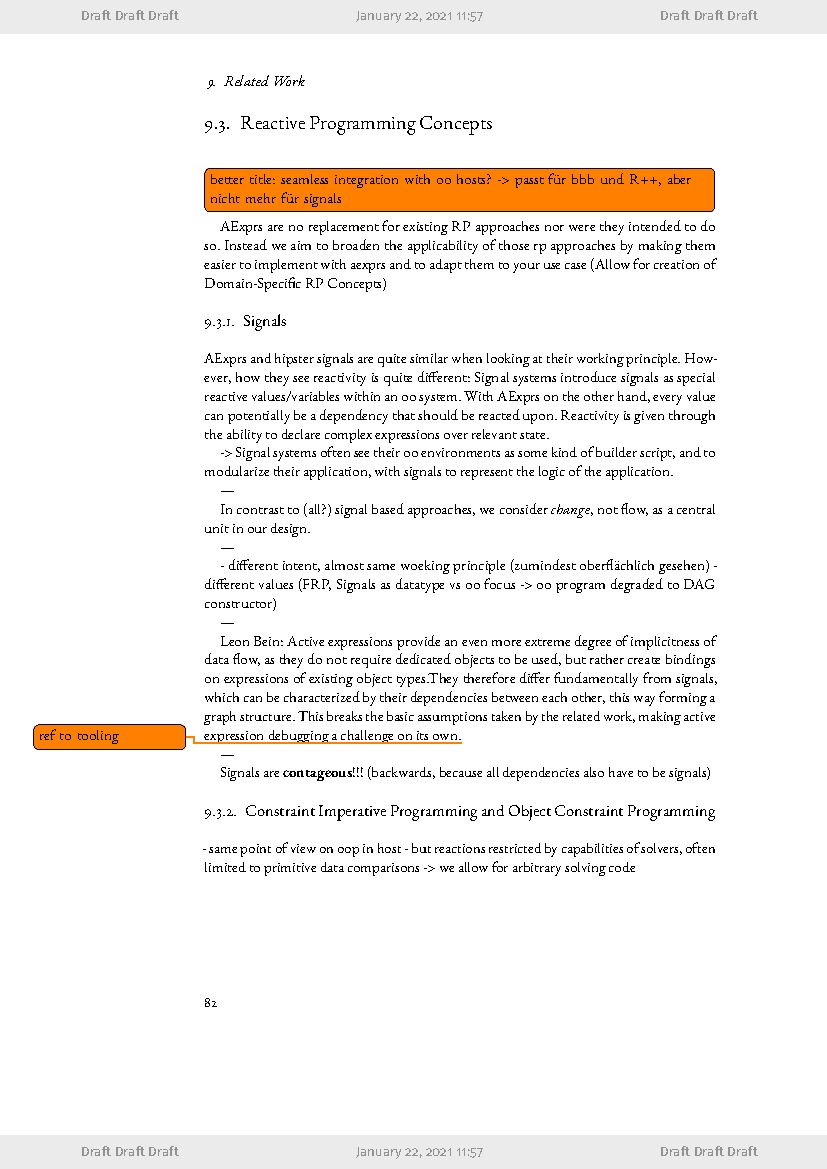 Draft Draft Draft January 22, 2021 11:57 Draft Draft Draft
9. Related Work
9.3. Reactive Programming Concepts
better title: seamless integration with oo hosts? -> passt für bbb und R++, aber
nicht mehr für signals
AExprs are no replacement for existing RP approaches nor were they intended to do
so. Instead we aim to broaden the applicability of those rp approaches by making them
easier to implement with aexprs and to adapt them to your use case (Allow for creation of
Domain-Specific RP Concepts)
9.3.1. Signals
AExprs and hipster signals are quite similar when looking at their working principle. How-
ever, how they see reactivity is quite different: Signal systems introduce signals as special
reactive values/variables within an oo system. With AExprs on the other hand, every value
can potentially be a dependency that should be reacted upon. Reactivity is given through
the ability to declare complex expressions over relevant state.
-> Signal systems often see their oo environments as some kind of builder script, and to
modularize their application, with signals to represent the logic of the application.
—
In contrast to (all?) signal based approaches, we consider change, not flow, as a central
unit in our design.
—
- different intent, almost same woeking principle (zumindest oberflächlich gesehen) -
different values (FRP, Signals as datatype vs oo focus -> oo program degraded to DAG
constructor)
—
Leon Bein: Active expressions provide an even more extreme degree of implicitness of
data flow, as they do not require dedicated objects to be used, but rather create bindings
on expressions of existing object types.They therefore differ fundamentally from signals,
which can be characterized by their dependencies between each other, this way forming a
graph structure. This breaks the basic assumptions taken by the related work, making active
ref to tooling
expression debugging a challenge on its own.
—
Signals are contageous!!! (backwards, because all dependencies also have to be signals)
9.3.2. Constraint Imperative Programming and Object Constraint Programming
- same point of view on oop in host - but reactions restricted by capabilities of solvers, often
limited to primitive data comparisons -> we allow for arbitrary solving code
82
Draft Draft Draft January 22, 2021 11:57 Draft Draft Draft